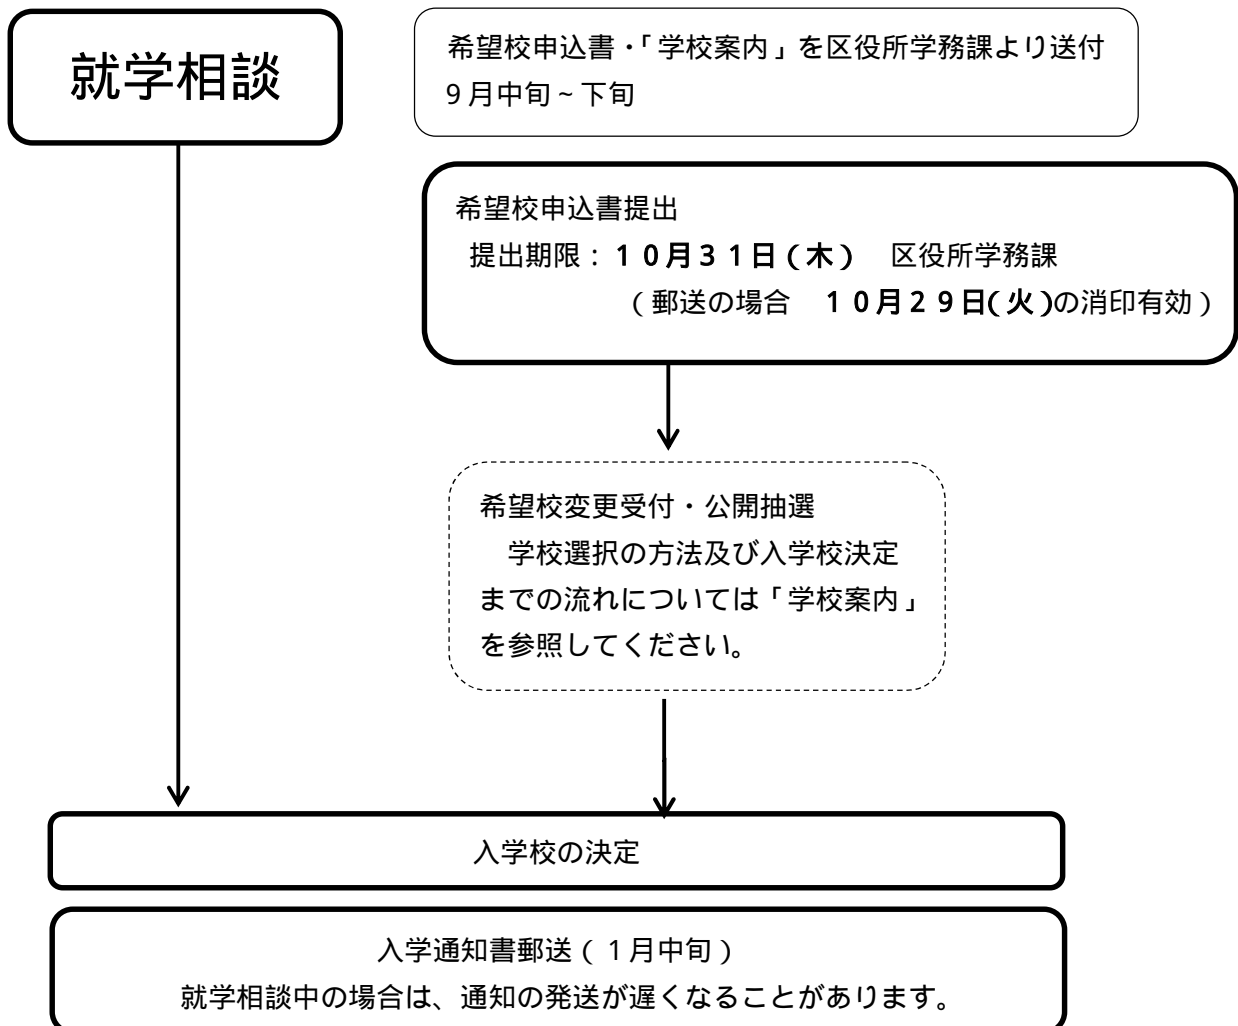 就学相談
希望校申込書・「学校案内」を区役所学務課より送付
９月中旬～下旬
希望校申込書提出
提出期限：１０月３１日（木）　区役所学務課
（郵送の場合　１０月２９日（火）の消印有効）
希望校変更受付・公開抽選
学校選択の方法及び入学校決定
までの流れについては「学校案内」
を参照してください。
入学校の決定
入学通知書郵送（１月中旬）
就学相談中の場合は、通知の発送が遅くなることがあります。